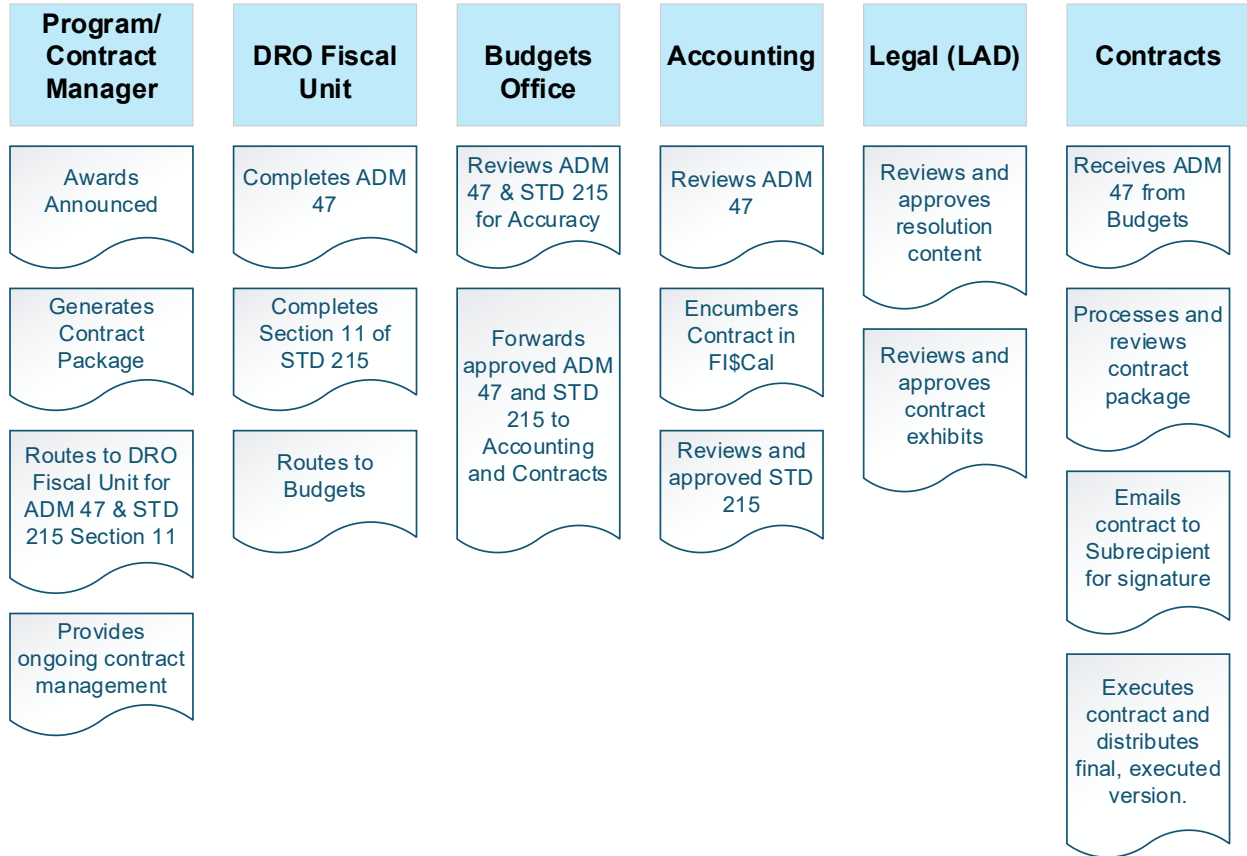 Program/
Contract
Manager
DRO Fiscal
Unit
Budgets
Office
Accounting
Legal (LAD)
Contracts
Awards
Announced
Generates
Contract
Package
Routes to DRO
Fiscal Unit for
ADM 47 & STD
215 Section 11
Provides
ongoing contract
management
Completes ADM
47
Completes
Section 11 of
STD 215
Routes to
Budgets
Reviews ADM
47 & STD 215
for Accuracy
Forwards
approved ADM
47 and STD
215 to
Accounting
and Contracts
Reviews ADM
47
Encumbers
Contract in
FI$Cal
Reviews and
approved STD
215
Reviews and
approves
resolution
content
Reviews and
approves
contract
exhibits
Receives ADM
47 from
Budgets
Processes and
reviews
contract
package
Emails
contract to
Subrecipient
for signature
Executes
contract and
distributes
final, executed
version.